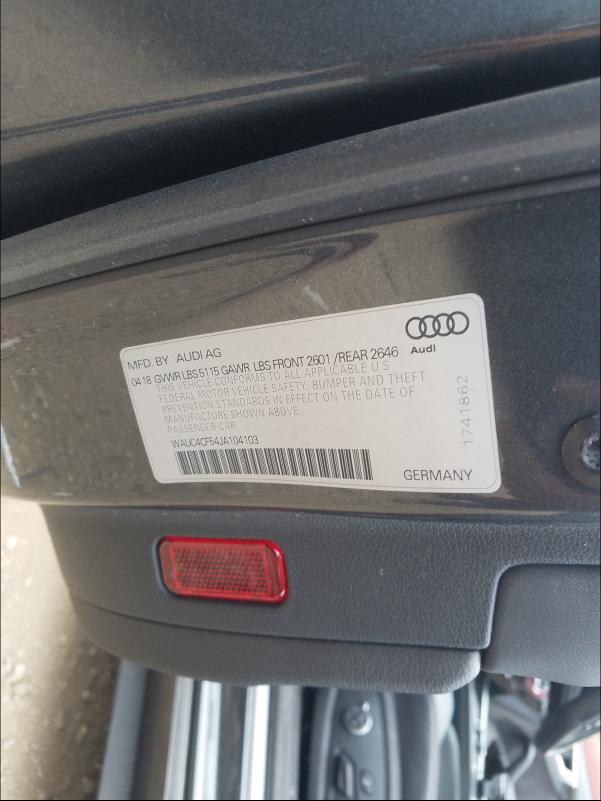 MFD. BY AUDI AG
Audi
0418 GVWR LBS 5115 GAWR LBS FRONT 2601 /REAR 2646
THIS VEHICLE CONFORMS TO ALL APPLICABLE U.S
FEDERAL MOTOR VEHICLE SAFETY, BUMPER AND THEFT
PREVENTION STANDARDS IN EFFECT ON THE DATE OF
MANUFACTURE SHOWN ABOVE
PASSENGER CAR
WAUC4CF54JA104103
GERMANY
1741862